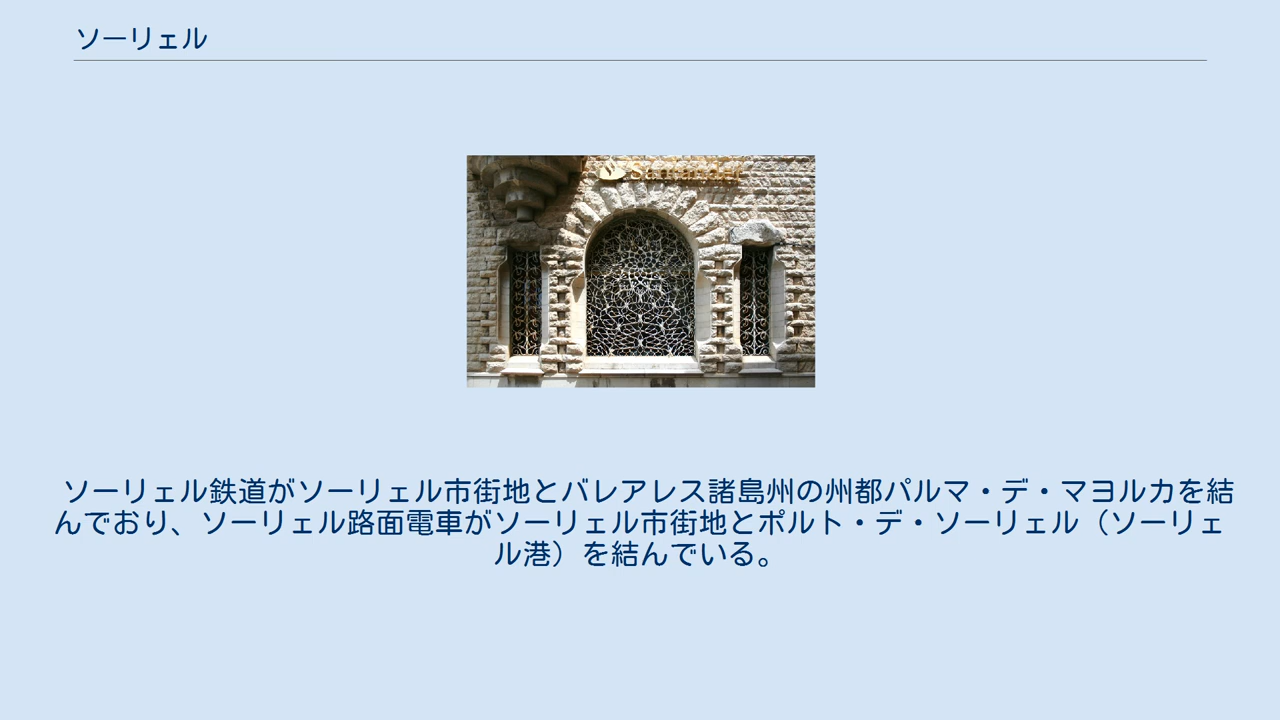 ソーリェル
Santander
ソーリェル鉄道がソーリェル市街地とバレアレス諸島州の州都パルマ・デ・マヨルカを結
んでおり、ソーリェル路面電車がソーリェル市街地とポルト・デ・ソーリェル（ソーリェ
ル港）を結んでいる。